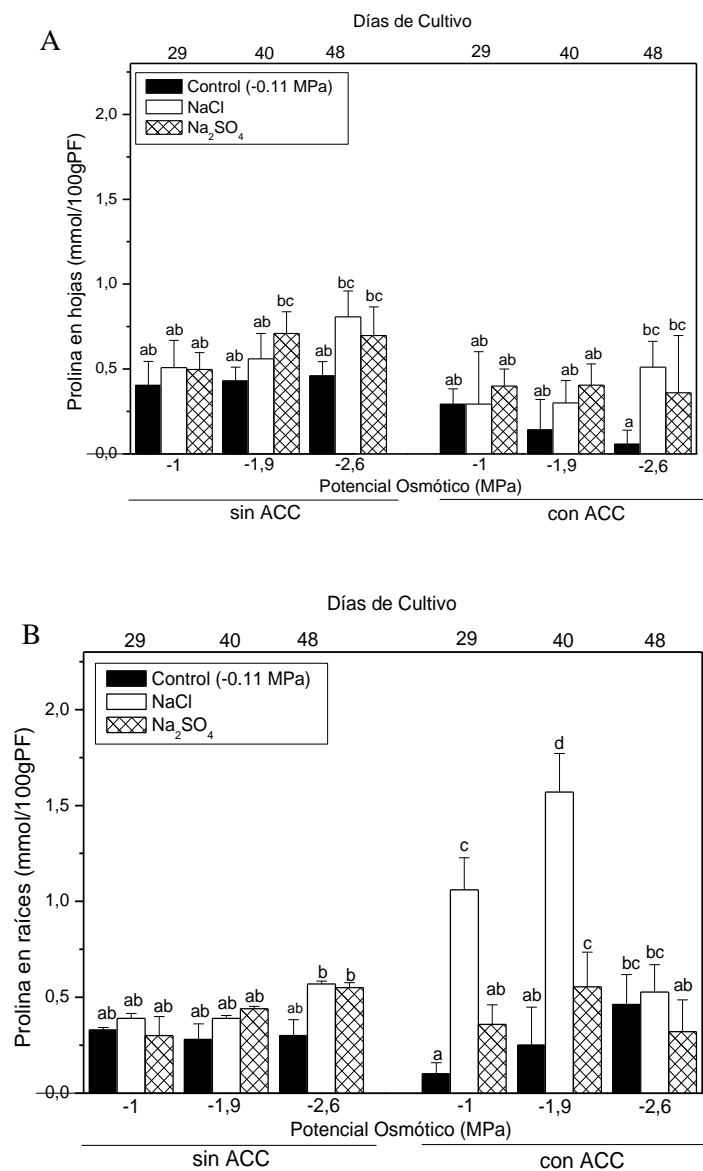 A
Días de Cultivo
29 40 48 29 40 48
Control (-0.11 MPa)
NaCl
Na2SO4
Prolina en hojas (mmol/100gPF)
2,0
1,5
1,0
0,5
0,0
ab ab ab ab ab bc ab bc bc ab ab ab ab ab ab a bc bc
-1 -1,9 -2,6 -1 -1,9 -2,6
Potencial Osmótico (MPa)
sin ACC con ACC
B
Días de Cultivo
29 40 48 29 40 48
Control (-0.11 MPa)
NaCl
Na2SO4
Prolina en raíces (mmol/100gPF)
2,0
1,5
1,0
0,5
0,0
ab ab ab ab ab ab ab b b a c ab ab d c bc bc ab
-1 -1,9 -2,6 -1 -1,9 -2,6
Potencial Osmótico (MPa)
sin ACC con ACC